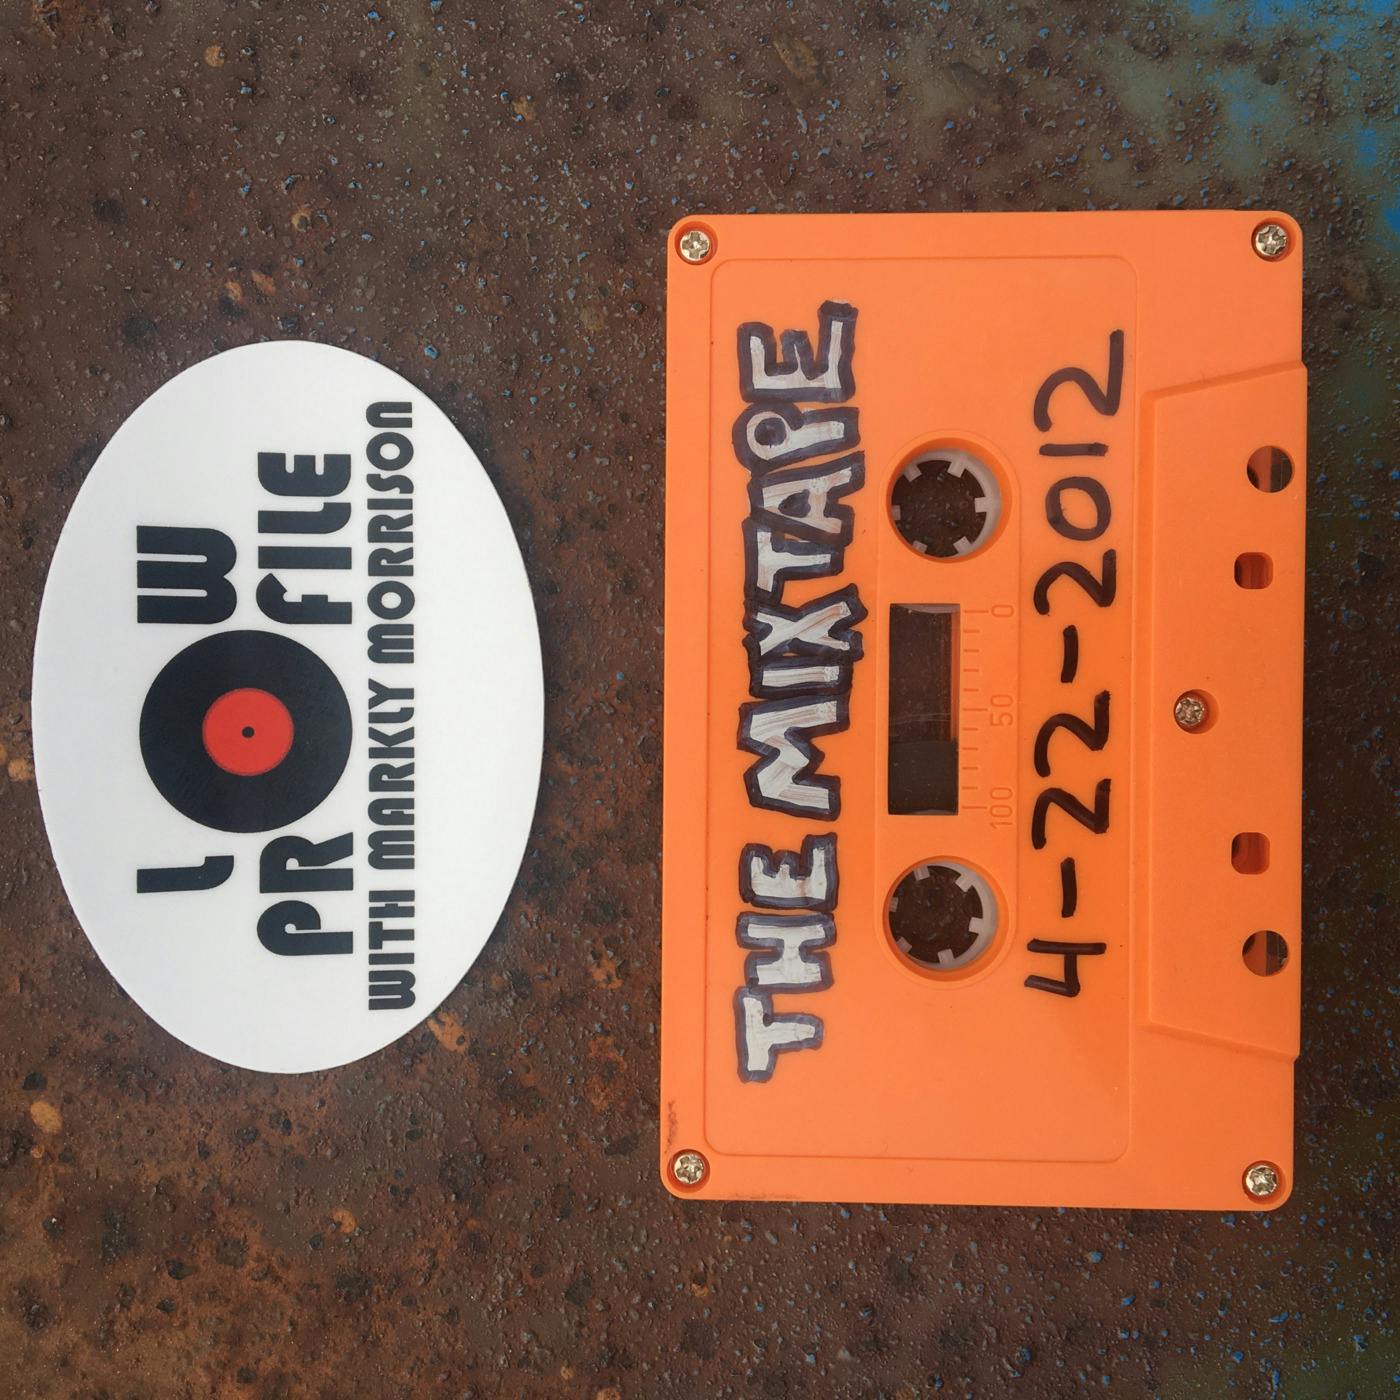 LOW
PROFILE
WITH MARKLY MORRISON
THE MIXTAPE
100 50 0
4-22-2012